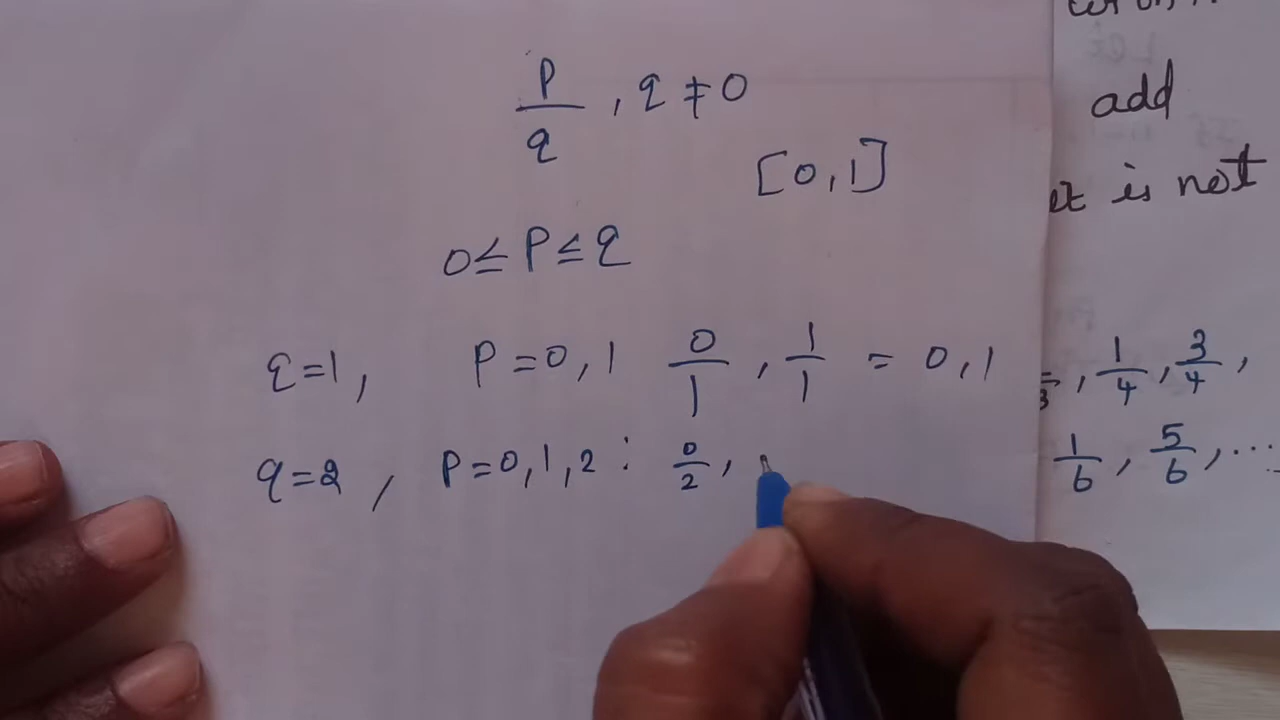 p/q, q ≠ 0
[0,1]
0 ≤ P ≤ q
q=1, P=0,1 0/1, 1/1 = 0,1
q=2, P=0,1,2 : 0/2,
add
is not
, 1/4, 3/4,
1/6, 5/6, ...